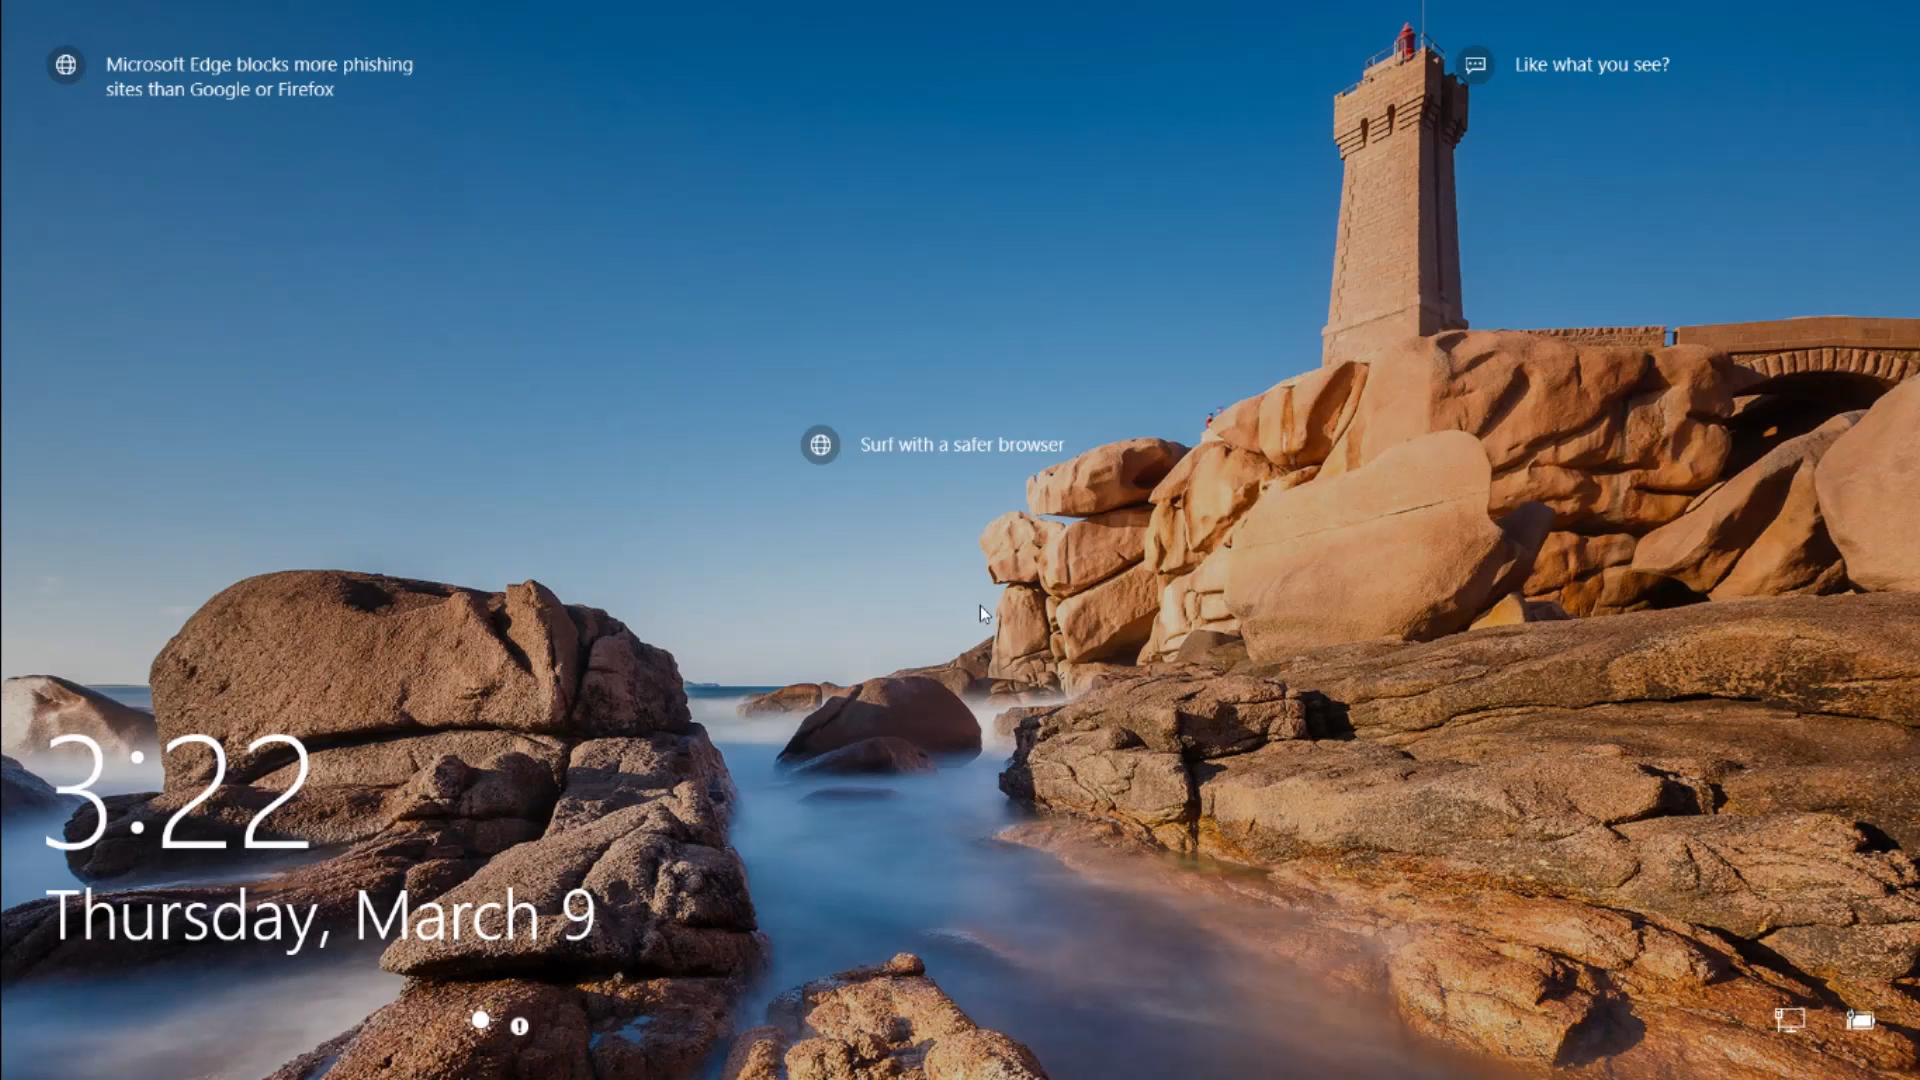 Microsoft Edge blocks more phishing
sites than Google or Firefox
Like what you see?
Surf with a safer browser
3:22
Thursday, March 9